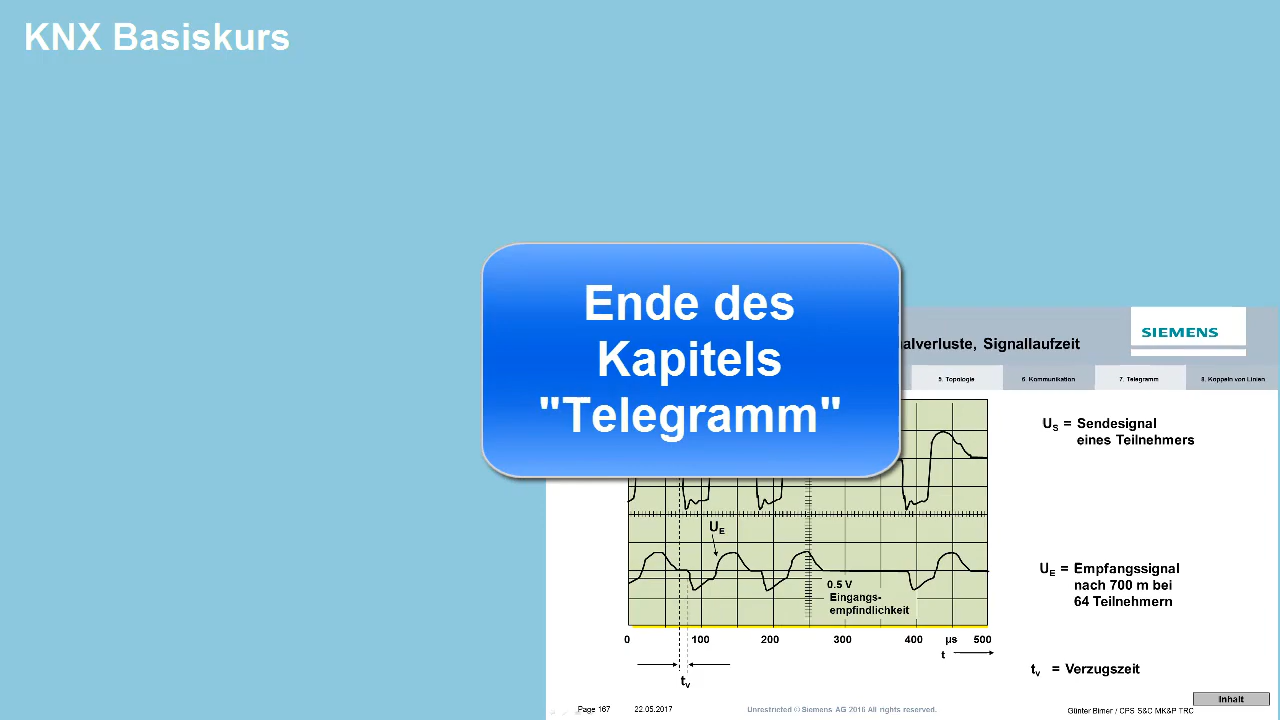 KNX Basiskurs
Ende des
Kapitels
"Telegramm"
alverluste, Signallaufzeit
SIEMENS
5. Topologie
6. Kommunikation
7. Telegramm
8. Koppeln von Linien
US = Sendesignal
eines Teilnehmers
UE
UE = Empfangssignal
nach 700 m bei
64 Teilnehmern
0.5 V
Eingangs-
empfindlichkeit
0 100 200 300 400 µs 500
t
tv
tv = Verzugszeit
Inhalt
Page 167 22.05.2017 Unrestricted © Siemens AG 2016 All rights reserved. Günter Birner / CPS S&C MK&P TRC